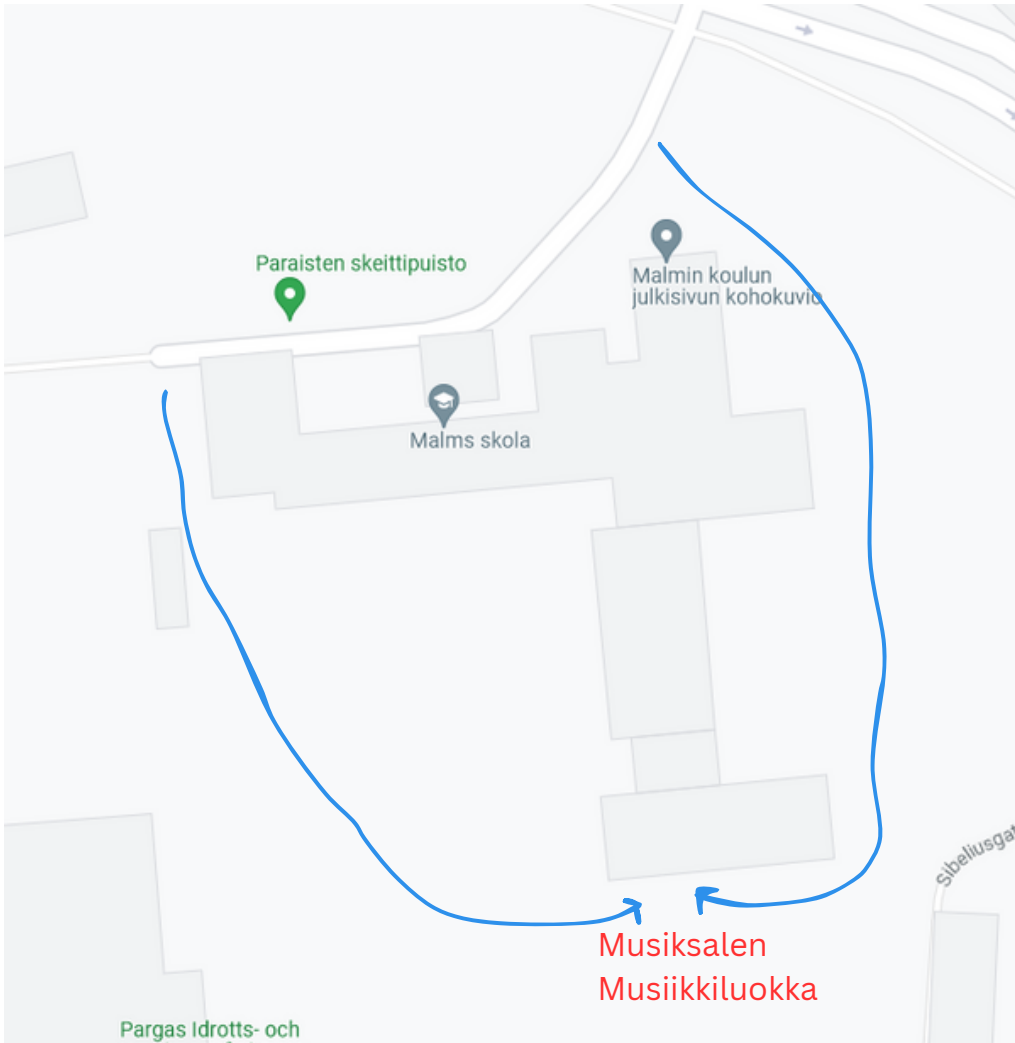 Paraisten skeittipuisto
Malmin koulun
julkisivun kohokuvio
Malms skola
Musiksalen
Musiikkiluokka
Pargas Idrotts- och